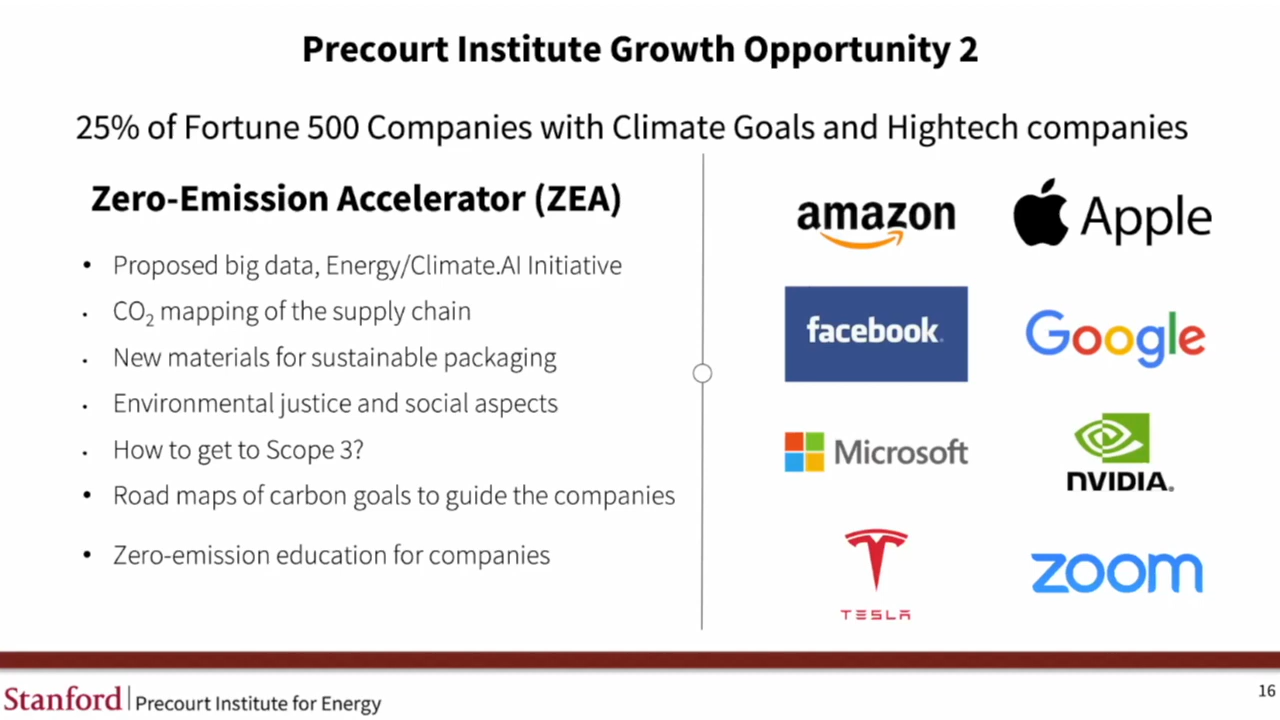 Precourt Institute Growth Opportunity 2
25% of Fortune 500 Companies with Climate Goals and Hightech companies
Zero-Emission Accelerator (ZEA)
• Proposed big data, Energy/Climate.AI Initiative
• CO₂ mapping of the supply chain
• New materials for sustainable packaging
• Environmental justice and social aspects
• How to get to Scope 3?
• Road maps of carbon goals to guide the companies
• Zero-emission education for companies
amazon
Apple
facebook
Google
Microsoft
NVIDIA
TESLA
zoom
Stanford | Precourt Institute for Energy
16